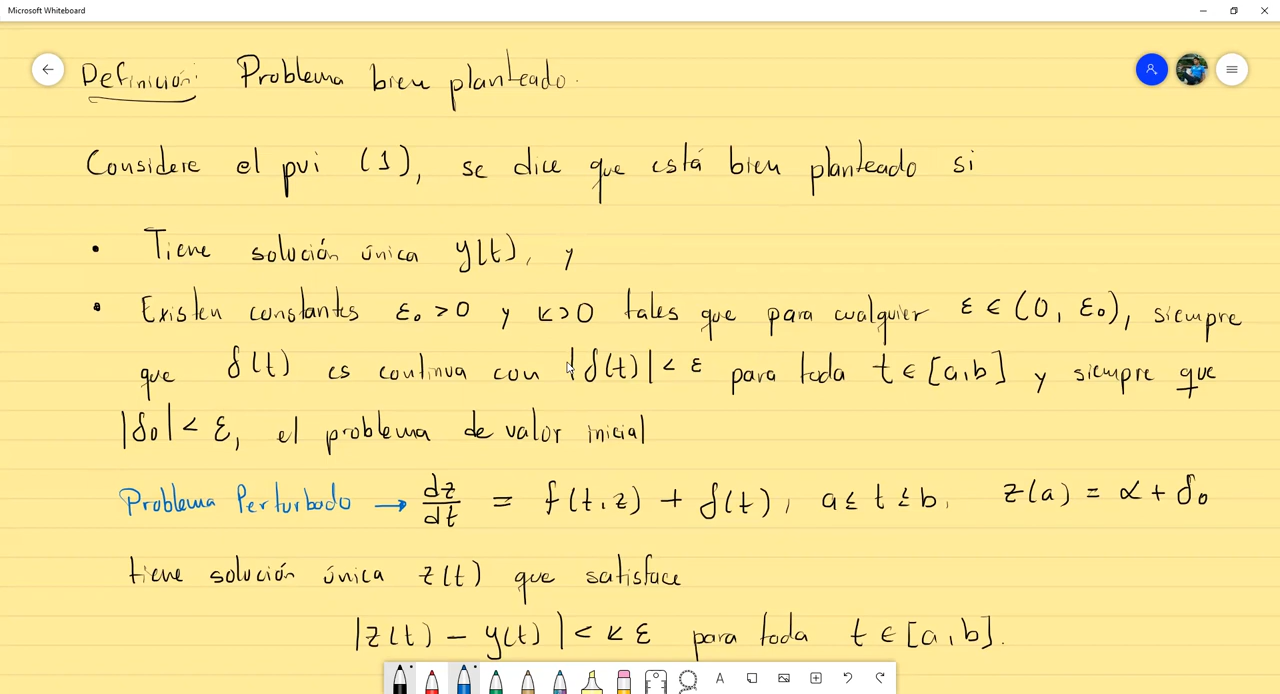 Microsoft Whiteboard
Definición: Problema bien planteado.
Considere el pvi (1), se dice que está bien planteado si
• Tiene solución única y(t), y
• Existen constantes ε₀ > 0 y k > 0 tales que para cualquier ε ∈ (0, ε₀), siempre
que δ(t) es continua con |δ(t)| < ε para toda t ∈ [a,b] y siempre que
|δ₀| < ε, el problema de valor inicial
Problema Perturbado → dz/dt = f(t,z) + δ(t), a ≤ t ≤ b, z(a) = α + δ₀
tiene solución única z(t) que satisface
|z(t) − y(t)| < k ε para toda t ∈ [a,b].